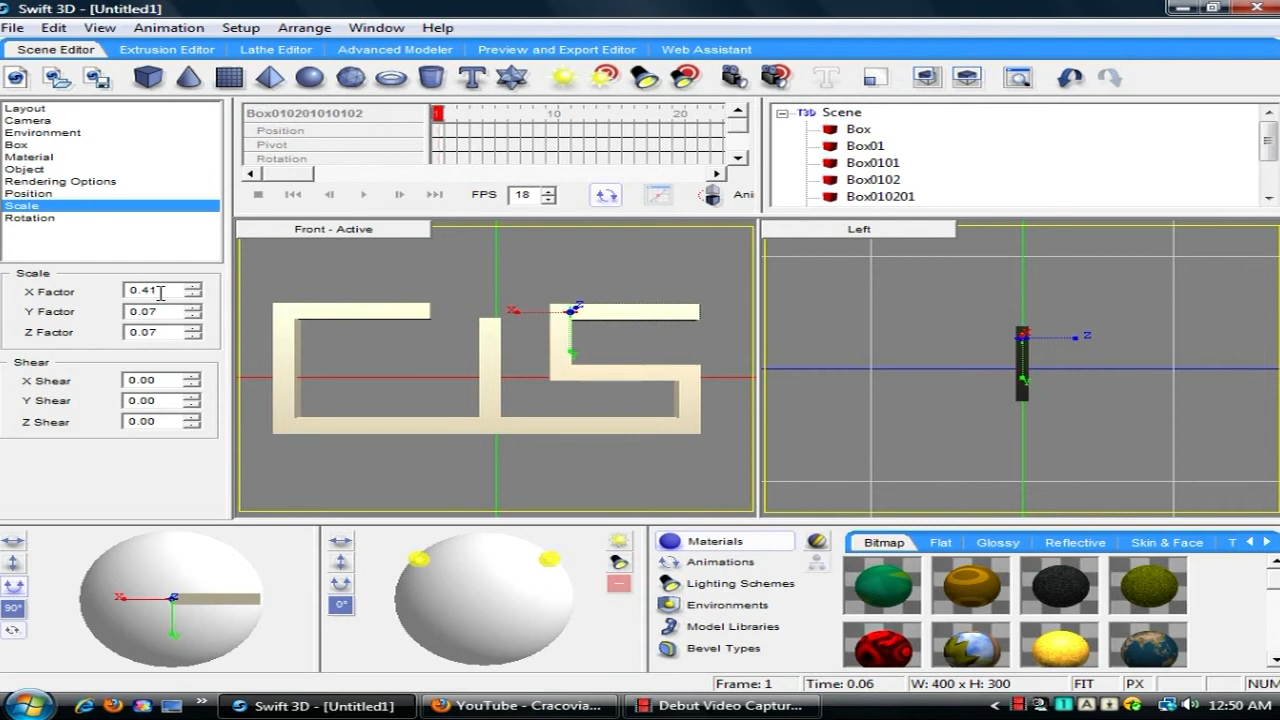 Swift 3D - [Untitled1]
File Edit View Animation Setup Arrange Window Help
Scene Editor Extrusion Editor Lathe Editor Advanced Modeler Preview and Export Editor Web Assistant
Layout
Camera
Environment
Box
Material
Object
Rendering Options
Position
Scale
Rotation
Box010201010102
10 20
Position
Pivot
Rotation
FPS 18 Ani
Scene
Box
Box01
Box0101
Box0102
Box010201
Scale
X Factor 0.41
Y Factor 0.07
Z Factor 0.07
Shear
X Shear 0.00
Y Shear 0.00
Z Shear 0.00
Front - Active
X Z
Y
Left
X Z
Y
X Z
Y
90°
0°
Materials
Animations
Lighting Schemes
Environments
Model Libraries
Bevel Types
Bitmap Flat Glossy Reflective Skin & Face T
Frame: 1 Time: 0.06 W: 400 x H: 300 FIT PX NUM
Swift 3D - [Untitled1] YouTube - Cracovia... Debut Video Captur... 12:50 AM